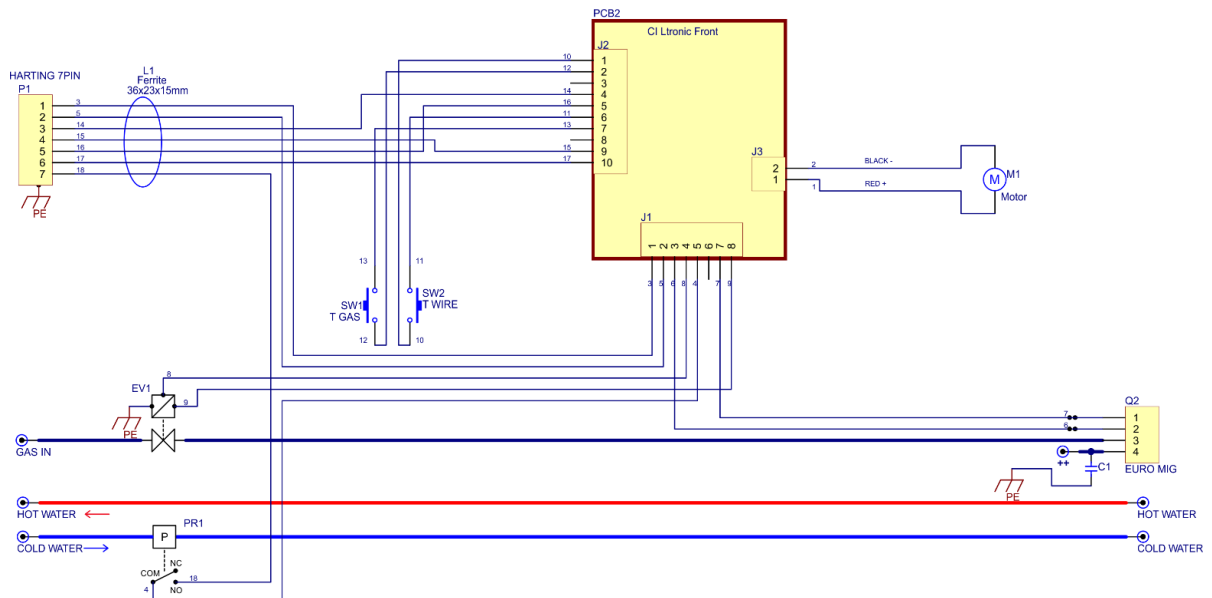 PCB2
CI Ltronic Front
J2
HARTING 7PIN
P1
L1
Ferrite
36x23x15mm
1 3
2 5
3 14
4 15
5 16
6 17
7 18
PE
10 1
12 2
3
14 4
16 5
11 6
13 7
8
15 9
17 10
J3
2 2 BLACK -
1 1 RED +
M M1
Motor
J1
1 2 3 4 5 6 7 8
3 5 6 8 4 7 9
13 11
SW1
T GAS
SW2
T WIRE
12 10
8
EV1
9
PE
GAS IN
Q2
7 1
6 2
3
4
++
C1
EURO MIG
PE
HOT WATER
HOT WATER
PR1
P
COLD WATER
COLD WATER
NC
COM
18
4
NO